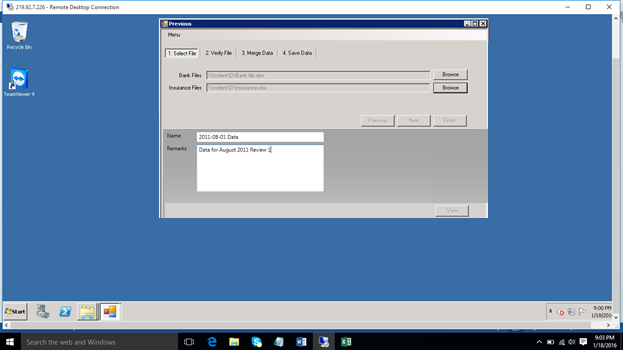 219.92.7.226 - Remote Desktop Connection
Recycle Bin
TeamViewer 9
Previous
Menu
1. Select File 2. Verify File 3. Merge Data 4. Save Data
Bank Files \\tsclient\D\Bank file.xlsx Browse
Insurance Files \\tsclient\D\Insurance.xlsx Browse
Previous Next Finish
Name 2011-08-01 Data
Remarks Data for August 2011 Review 1
View
Start
9:00 PM
1/18/2016
Search the web and Windows
9:03 PM
1/18/2016